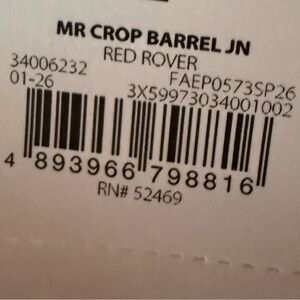 MR CROP BARREL JN
RED ROVER
34006232 FAEP0573SP26
01-26 3X59973034001002
4 893966 798816
RN# 52469